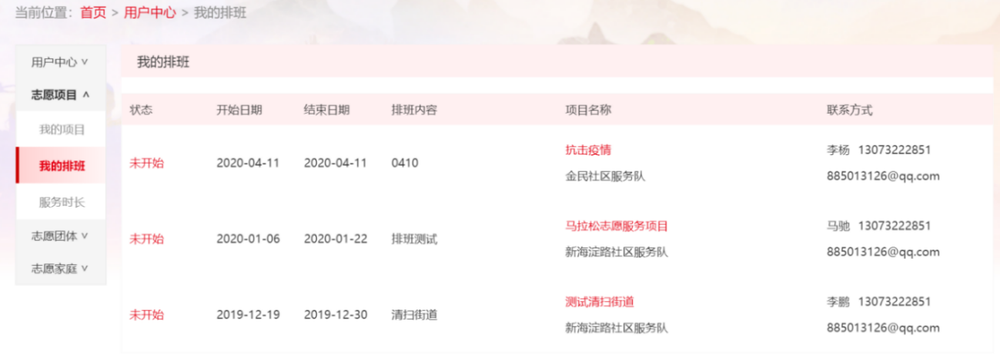 当前位置：首页 > 用户中心 > 我的排班
用户中心 ∨
志愿项目 ∧
我的项目
我的排班
服务时长
志愿团体 ∨
志愿家庭 ∨
我的排班
状态 开始日期 结束日期 排班内容 项目名称 联系方式
未开始 2020-04-11 2020-04-11 0410
抗击疫情 李杨 13073222851
金民社区服务队 885013126@qq.com
未开始 2020-01-06 2020-01-22 排班测试
马拉松志愿服务项目 马驰 13073222851
新海淀路社区服务队 885013126@qq.com
未开始 2019-12-19 2019-12-30 清扫街道
测试清扫街道 李鹏 13073222851
新海淀路社区服务队 885013126@qq.com